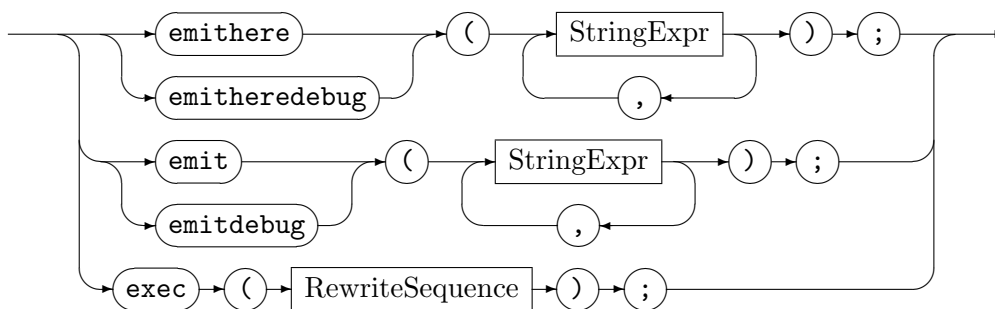 emithere ( StringExpr ) ;
emitheredebug ,
emit ( StringExpr ) ;
emitdebug ,
exec ( RewriteSequence ) ;